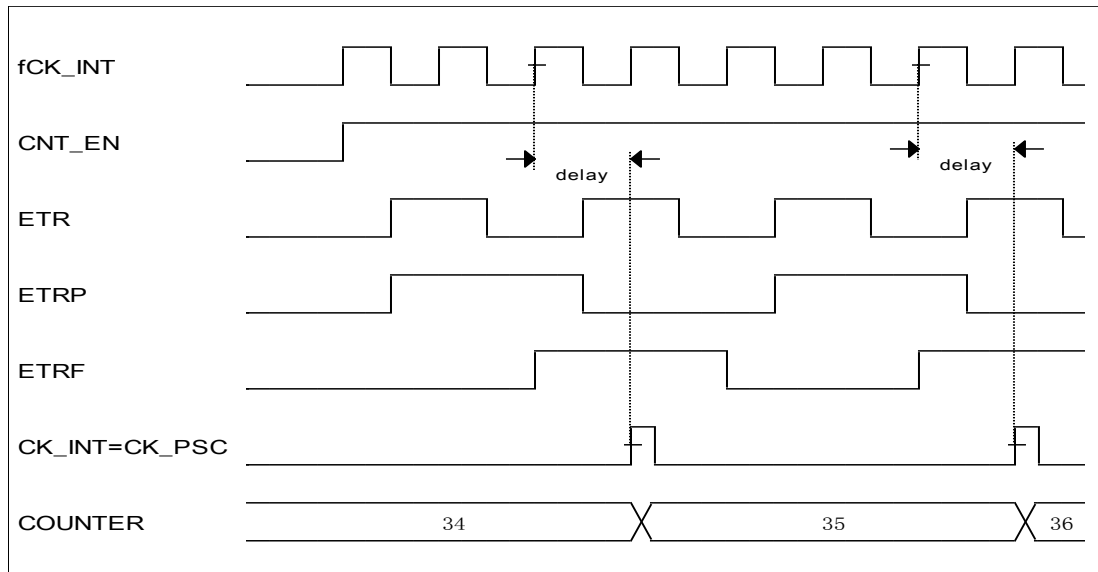 fCK_INT
CNT_EN
delay
delay
ETR
ETRP
ETRF
CK_INT=CK_PSC
COUNTER
34
35
36